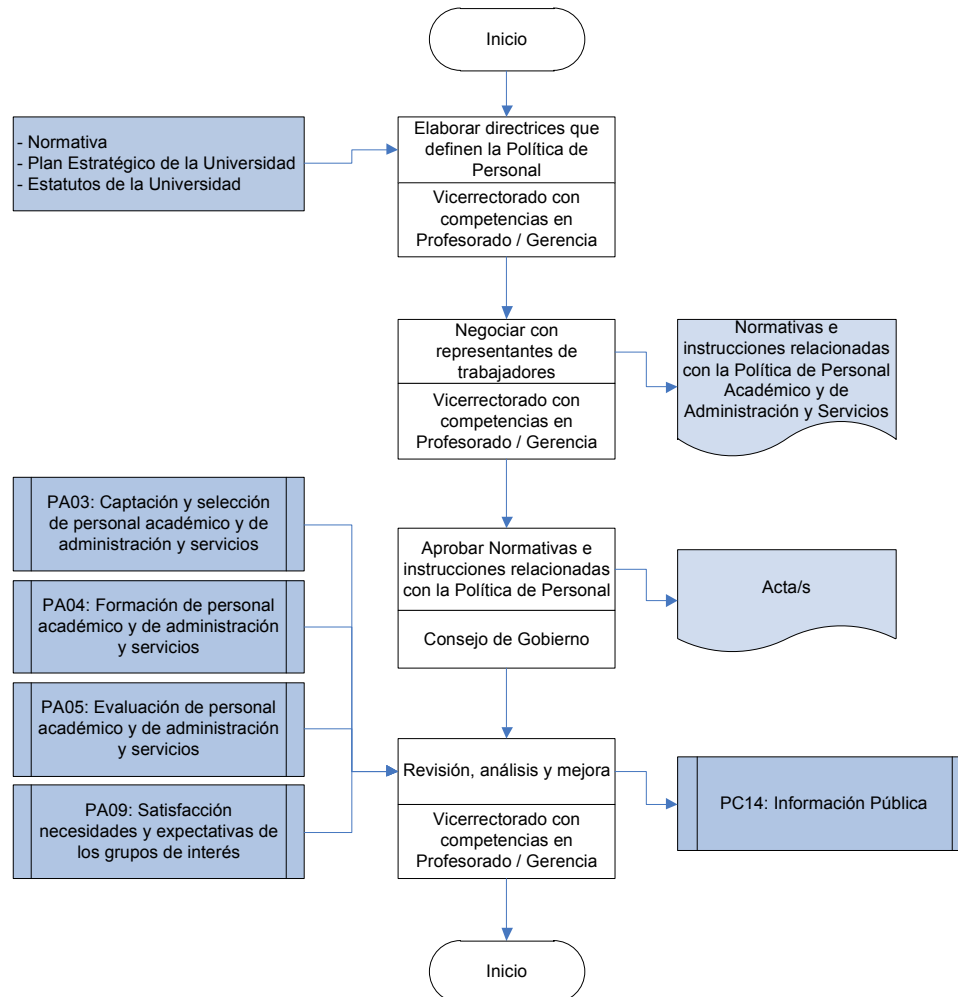 Inicio
- Normativa
- Plan Estratégico de la Universidad
- Estatutos de la Universidad
Elaborar directrices que
definen la Política de
Personal
Vicerrectorado con
competencias en
Profesorado / Gerencia
Negociar con
representantes de
trabajadores
Vicerrectorado con
competencias en
Profesorado / Gerencia
Normativas e
instrucciones relacionadas
con la Política de Personal
Académico y de
Administración y Servicios
PA03: Captación y selección
de personal académico y de
administración y servicios
PA04: Formación de personal
académico y de administración
y servicios
PA05: Evaluación de personal
académico y de administración
y servicios
PA09: Satisfacción
necesidades y expectativas de
los grupos de interés
Aprobar Normativas e
instrucciones relacionadas
con la Política de Personal
Consejo de Gobierno
Acta/s
Revisión, análisis y mejora
Vicerrectorado con
competencias en
Profesorado / Gerencia
PC14: Información Pública
Inicio